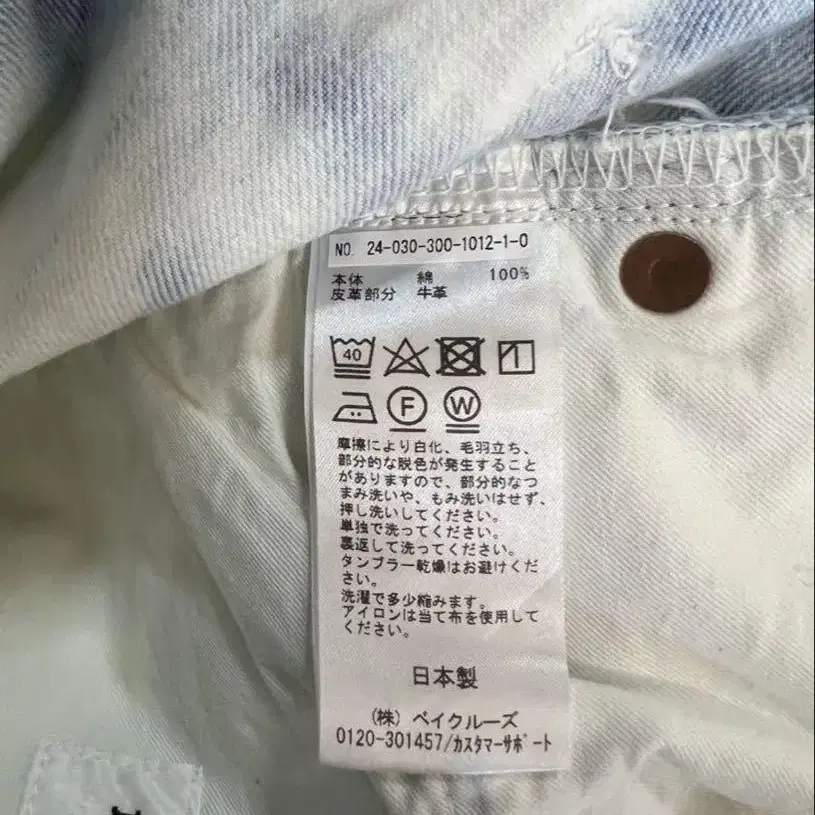 NO. 24-030-300-1012-1-0
本体 綿 100%
皮革部分 牛革
40
F W
摩擦により白化、毛羽立ち、
部分的な脱色が発生すること
がありますので、部分的なつ
まみ洗いや、もみ洗いはせず、
押し洗いしてください。
単独で洗ってください。
裏返して洗ってください。
タンブラー乾燥はお避けくだ
さい。
洗濯で多少縮みます。
アイロンは当て布を使用して
ください。
日本製
(株) ベイクルーズ
0120-301457/カスタマーサポート